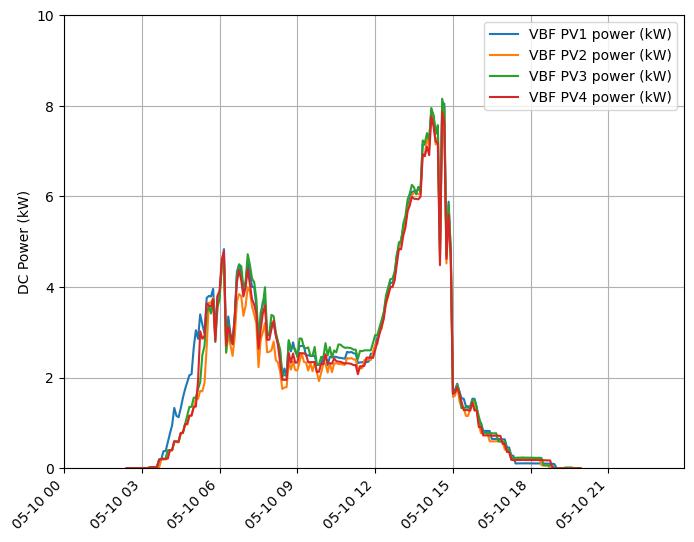 10
8
6
4
2
0
DC Power (kW)
VBF PV1 power (kW)
VBF PV2 power (kW)
VBF PV3 power (kW)
VBF PV4 power (kW)
05-10 00
05-10 03
05-10 06
05-10 09
05-10 12
05-10 15
05-10 18
05-10 21